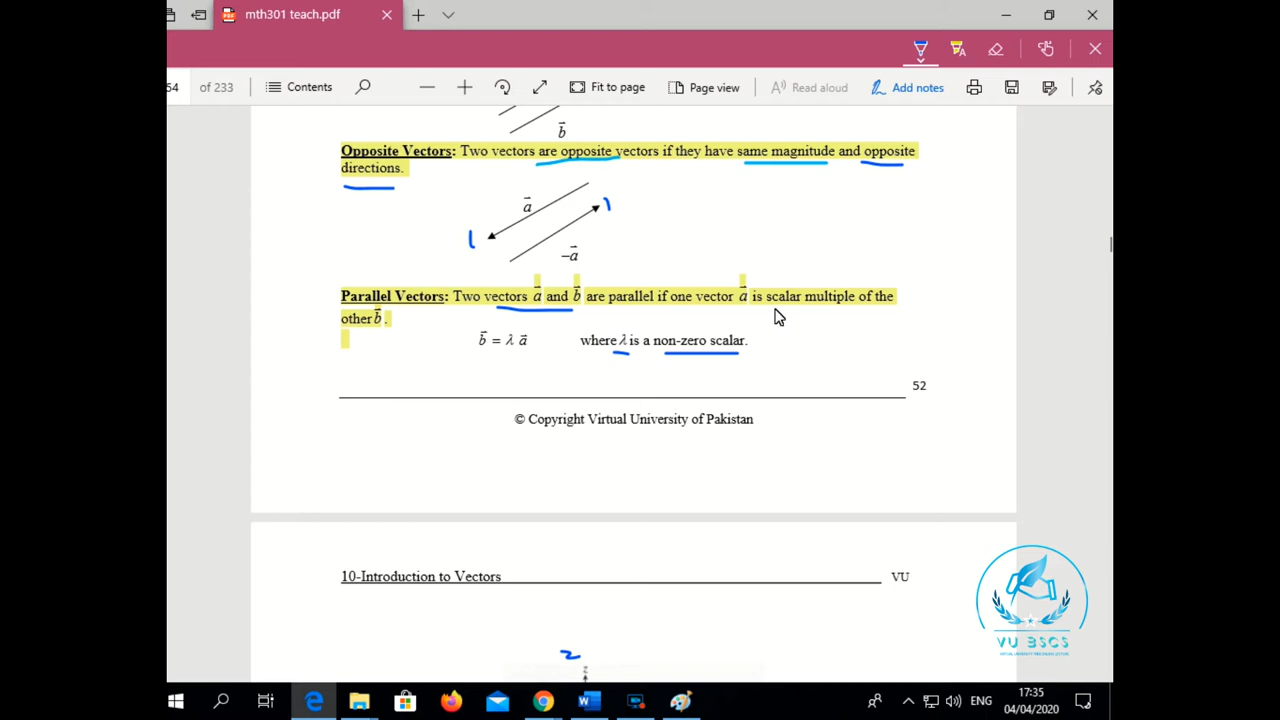 mth301 teach.pdf
54 of 233 Contents Fit to page Page view Read aloud Add notes
b
Opposite Vectors: Two vectors are opposite vectors if they have same magnitude and opposite
directions.
a
−a
Parallel Vectors: Two vectors a and b are parallel if one vector a is scalar multiple of the
other b .
b = λ a where λ is a non-zero scalar.
52
© Copyright Virtual University of Pakistan
10-Introduction to Vectors VU
z
z
VU BSCS
ENG
17:35
04/04/2020